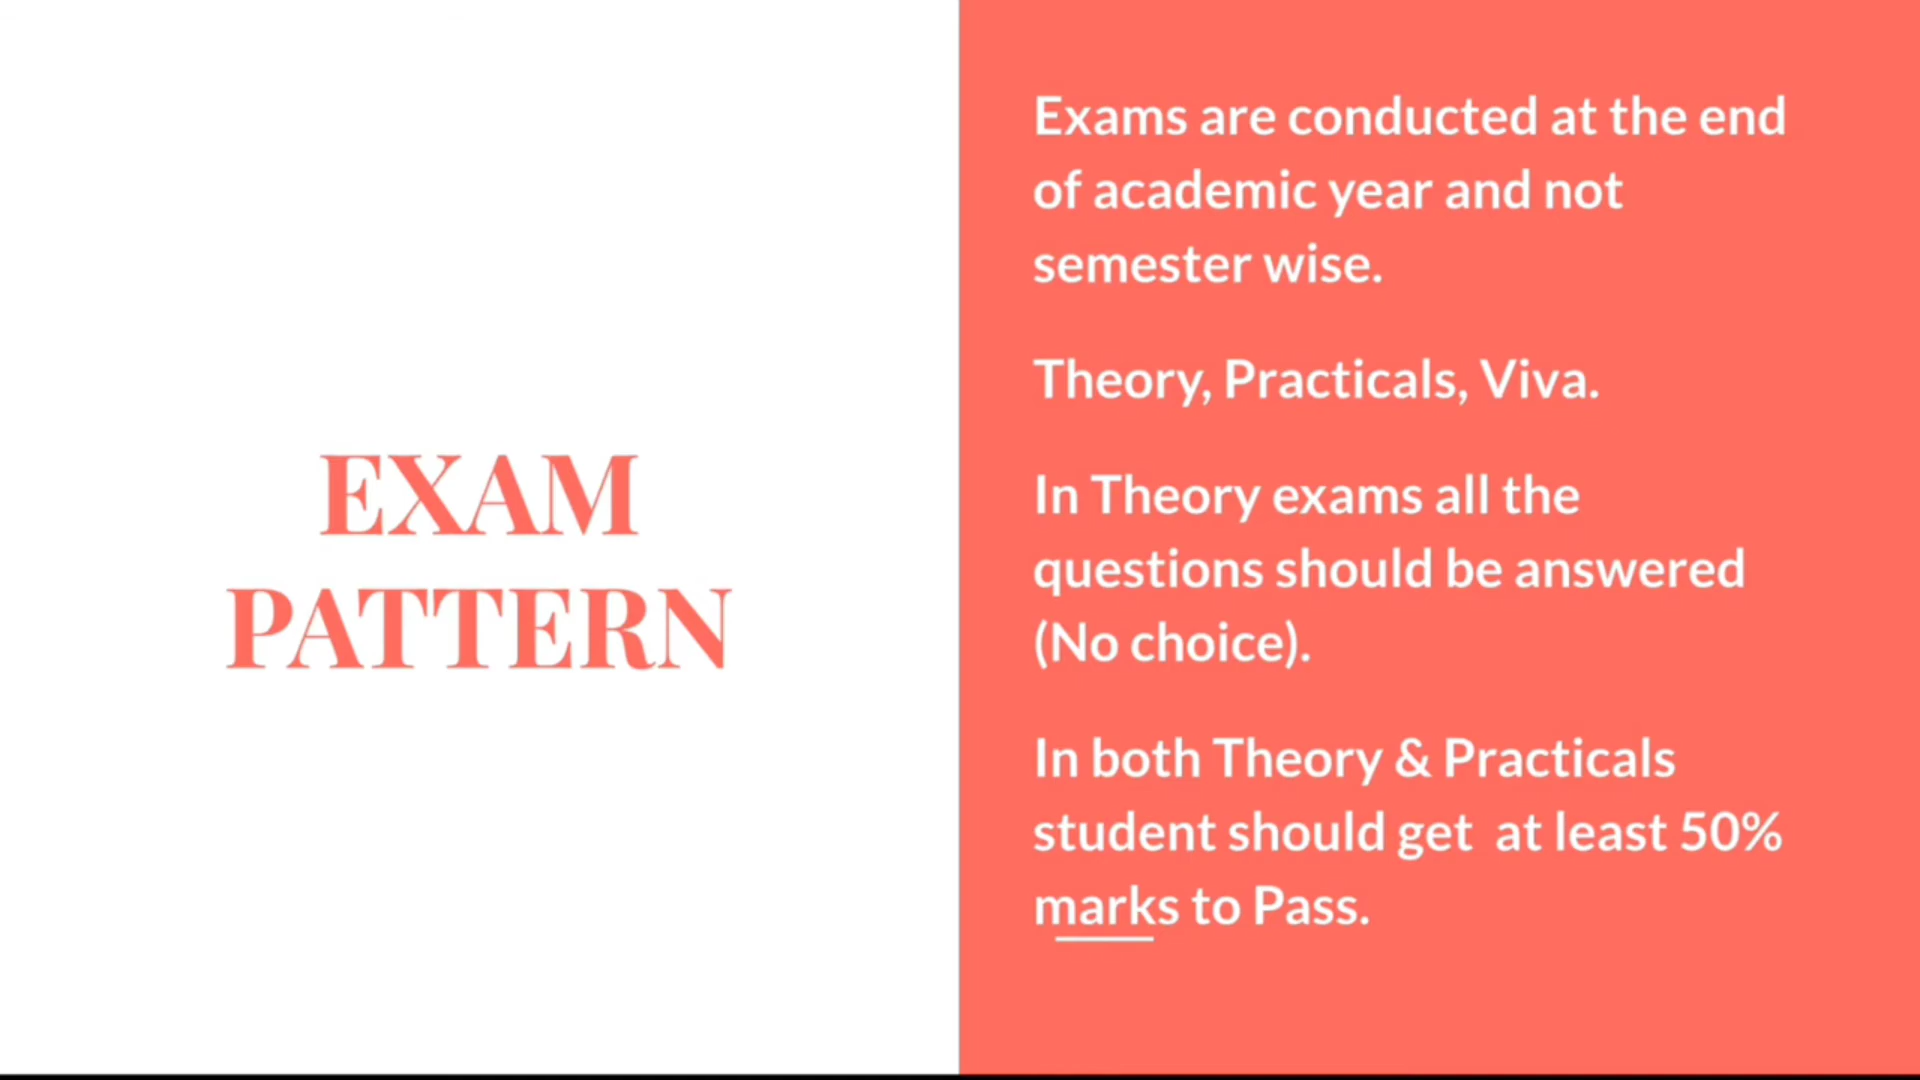 EXAM
PATTERN
Exams are conducted at the end
of academic year and not
semester wise.
Theory, Practicals, Viva.
In Theory exams all the
questions should be answered
(No choice).
In both Theory & Practicals
student should get  at least 50%
marks to Pass.